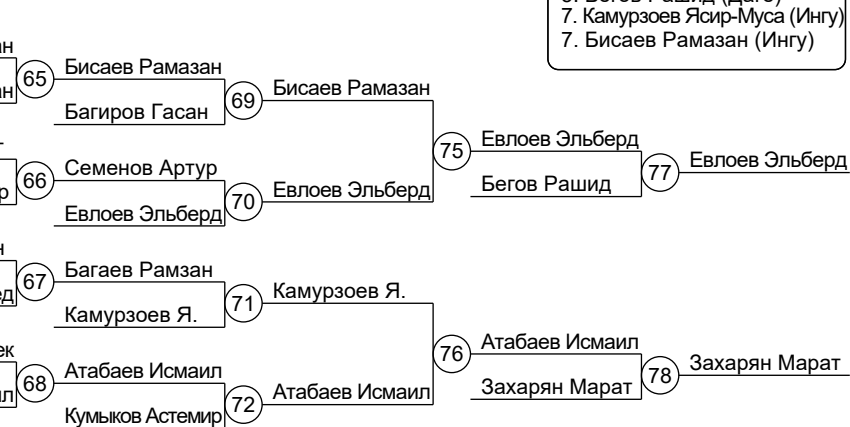 7. Камурзоев Ясир-Муса (Ингу)
7. Бисаев Рамазан (Ингу)
65
Бисаев Рамазан
Багиров Гасан
69
Бисаев Рамазан
66
Семенов Артур
Евлоев Эльберд
70
Евлоев Эльберд
75
Евлоев Эльберд
Бегов Рашид
77
Евлоев Эльберд
67
Багаев Рамзан
Камурзоев Я.
71
Камурзоев Я.
68
Атабаев Исмаил
Кумыков Астемир
72
Атабаев Исмаил
76
Атабаев Исмаил
Захарян Марат
78
Захарян Марат